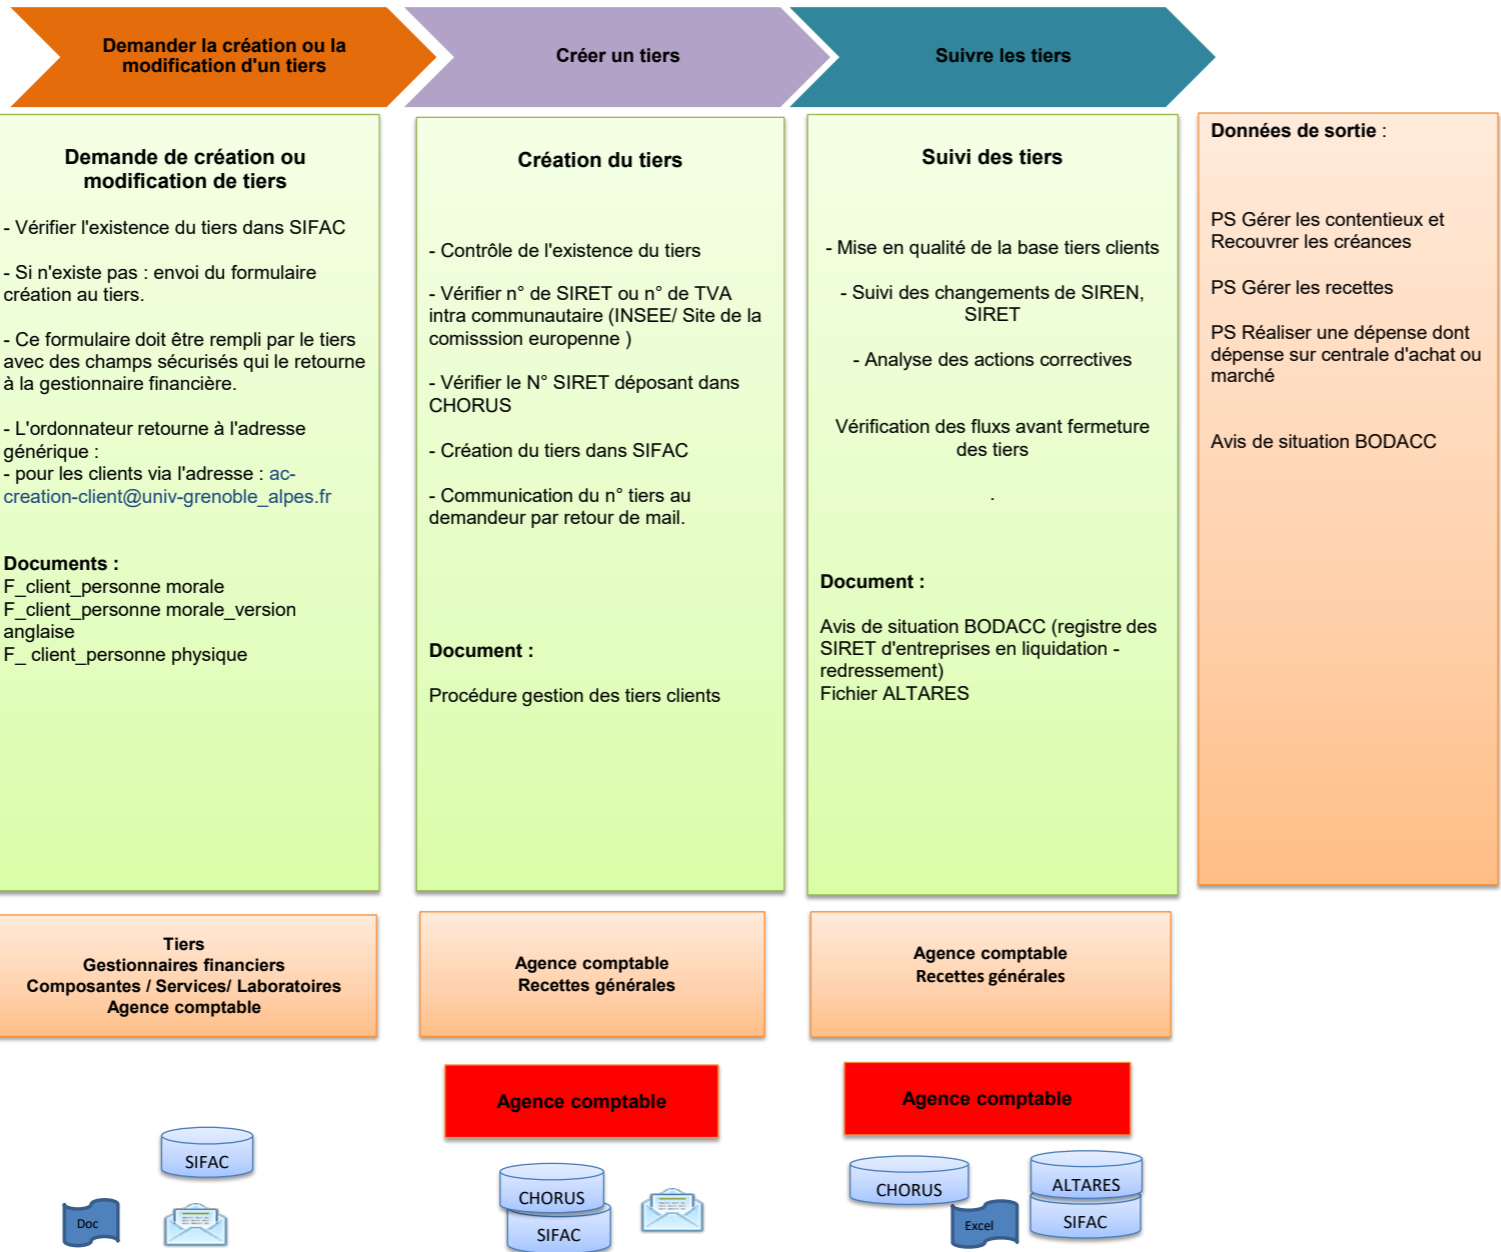 Demander la création ou la
modification d'un tiers
Créer un tiers
Suivre les tiers
Demande de création ou
modification de tiers
- Vérifier l'existence du tiers dans SIFAC
- Si n'existe pas : envoi du formulaire
création au tiers.
- Ce formulaire doit être rempli par le tiers
avec des champs sécurisés qui le retourne
à la gestionnaire financière.
- L'ordonnateur retourne à l'adresse
générique :
- pour les clients via l'adresse : ac-
creation-client@univ-grenoble_alpes.fr
Documents :
F_client_personne morale
F_client_personne morale_version
anglaise
F_ client_personne physique
Création du tiers
- Contrôle de l'existence du tiers
- Vérifier n° de SIRET ou n° de TVA
intra communautaire (INSEE/ Site de la
comisssion europenne )
- Vérifier le N° SIRET déposant dans
CHORUS
- Création du tiers dans SIFAC
- Communication du n° tiers au
demandeur par retour de mail.
Document :
Procédure gestion des tiers clients
Suivi des tiers
- Mise en qualité de la base tiers clients
- Suivi des changements de SIREN,
SIRET
- Analyse des actions correctives
Vérification des fluxs avant fermeture
des tiers
.
Document :
Avis de situation BODACC (registre des
SIRET d'entreprises en liquidation -
redressement)
Fichier ALTARES
Données de sortie :
PS Gérer les contentieux et
Recouvrer les créances
PS Gérer les recettes
PS Réaliser une dépense dont
dépense sur centrale d'achat ou
marché
Avis de situation BODACC
Tiers
Gestionnaires financiers
Composantes / Services/ Laboratoires
Agence comptable
Agence comptable
Recettes générales
Agence comptable
Recettes générales
Agence comptable
Agence comptable
SIFAC
Doc
CHORUS
SIFAC
CHORUS
Excel
ALTARES
SIFAC